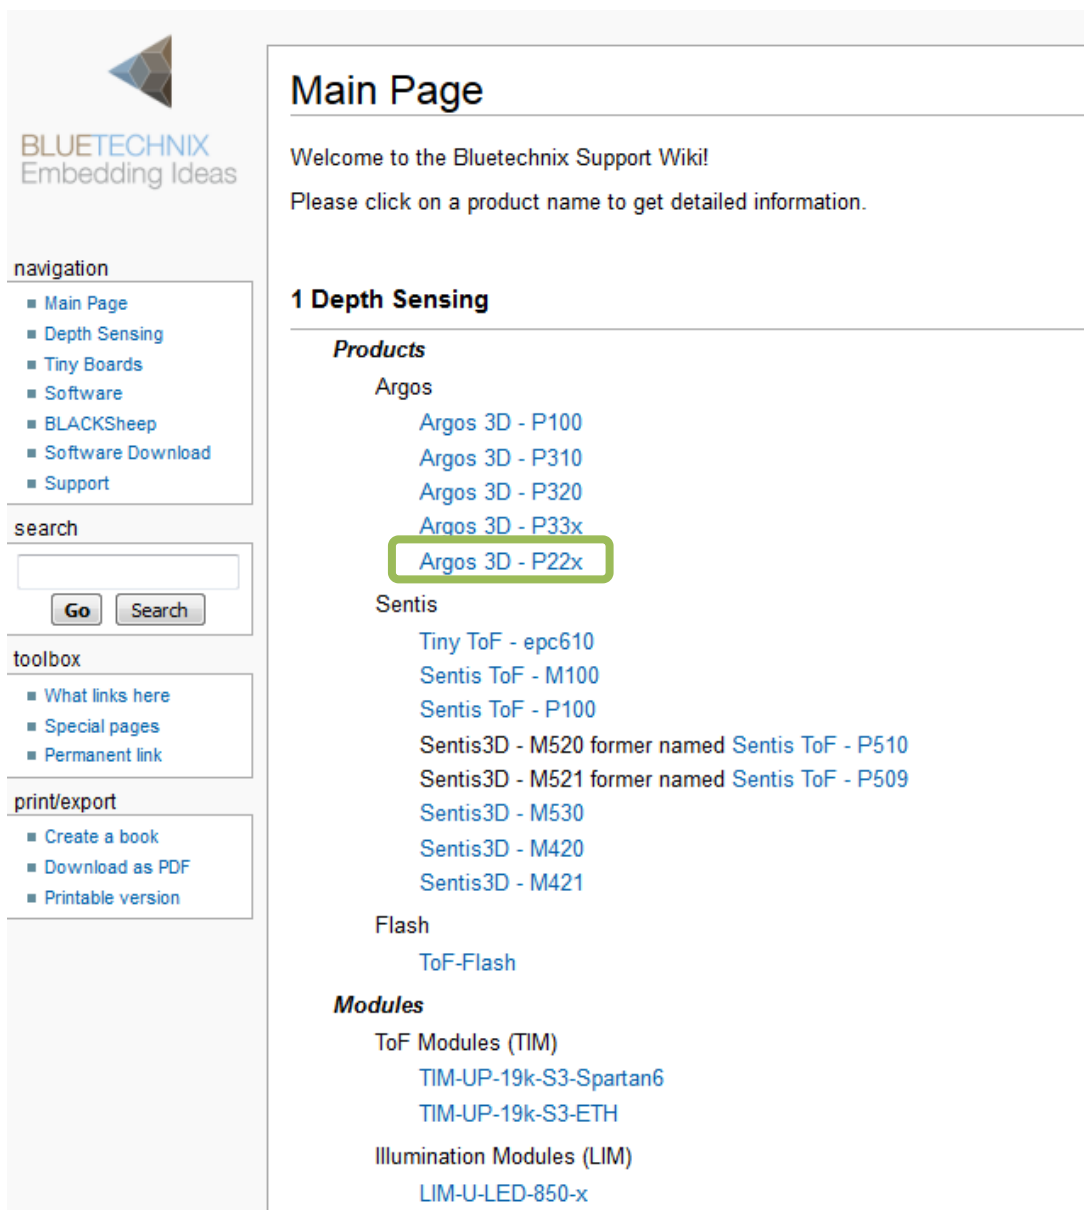 BLUETECHNIX
Embedding Ideas
navigation
Main Page
Depth Sensing
Tiny Boards
Software
BLACKSheep
Software Download
Support
search
Go Search
toolbox
What links here
Special pages
Permanent link
print/export
Create a book
Download as PDF
Printable version
Main Page
Welcome to the Bluetechnix Support Wiki!
Please click on a product name to get detailed information.
1 Depth Sensing
Products
Argos
Argos 3D - P100
Argos 3D - P310
Argos 3D - P320
Argos 3D - P33x
Argos 3D - P22x
Sentis
Tiny ToF - epc610
Sentis ToF - M100
Sentis ToF - P100
Sentis3D - M520 former named Sentis ToF - P510
Sentis3D - M521 former named Sentis ToF - P509
Sentis3D - M530
Sentis3D - M420
Sentis3D - M421
Flash
ToF-Flash
Modules
ToF Modules (TIM)
TIM-UP-19k-S3-Spartan6
TIM-UP-19k-S3-ETH
Illumination Modules (LIM)
LIM-U-LED-850-x